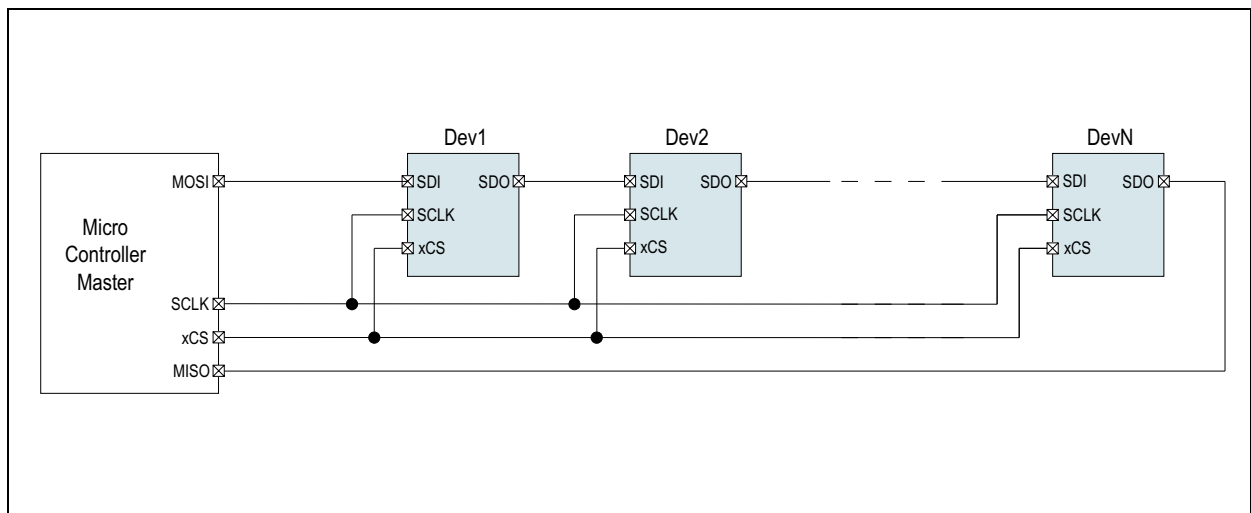 Dev1 Dev2 DevN
MOSI SDI SDO SDI SDO SDI SDO
SCLK SCLK SCLK
Micro
Controller
Master
xCS xCS xCS
SCLK
xCS
MISO